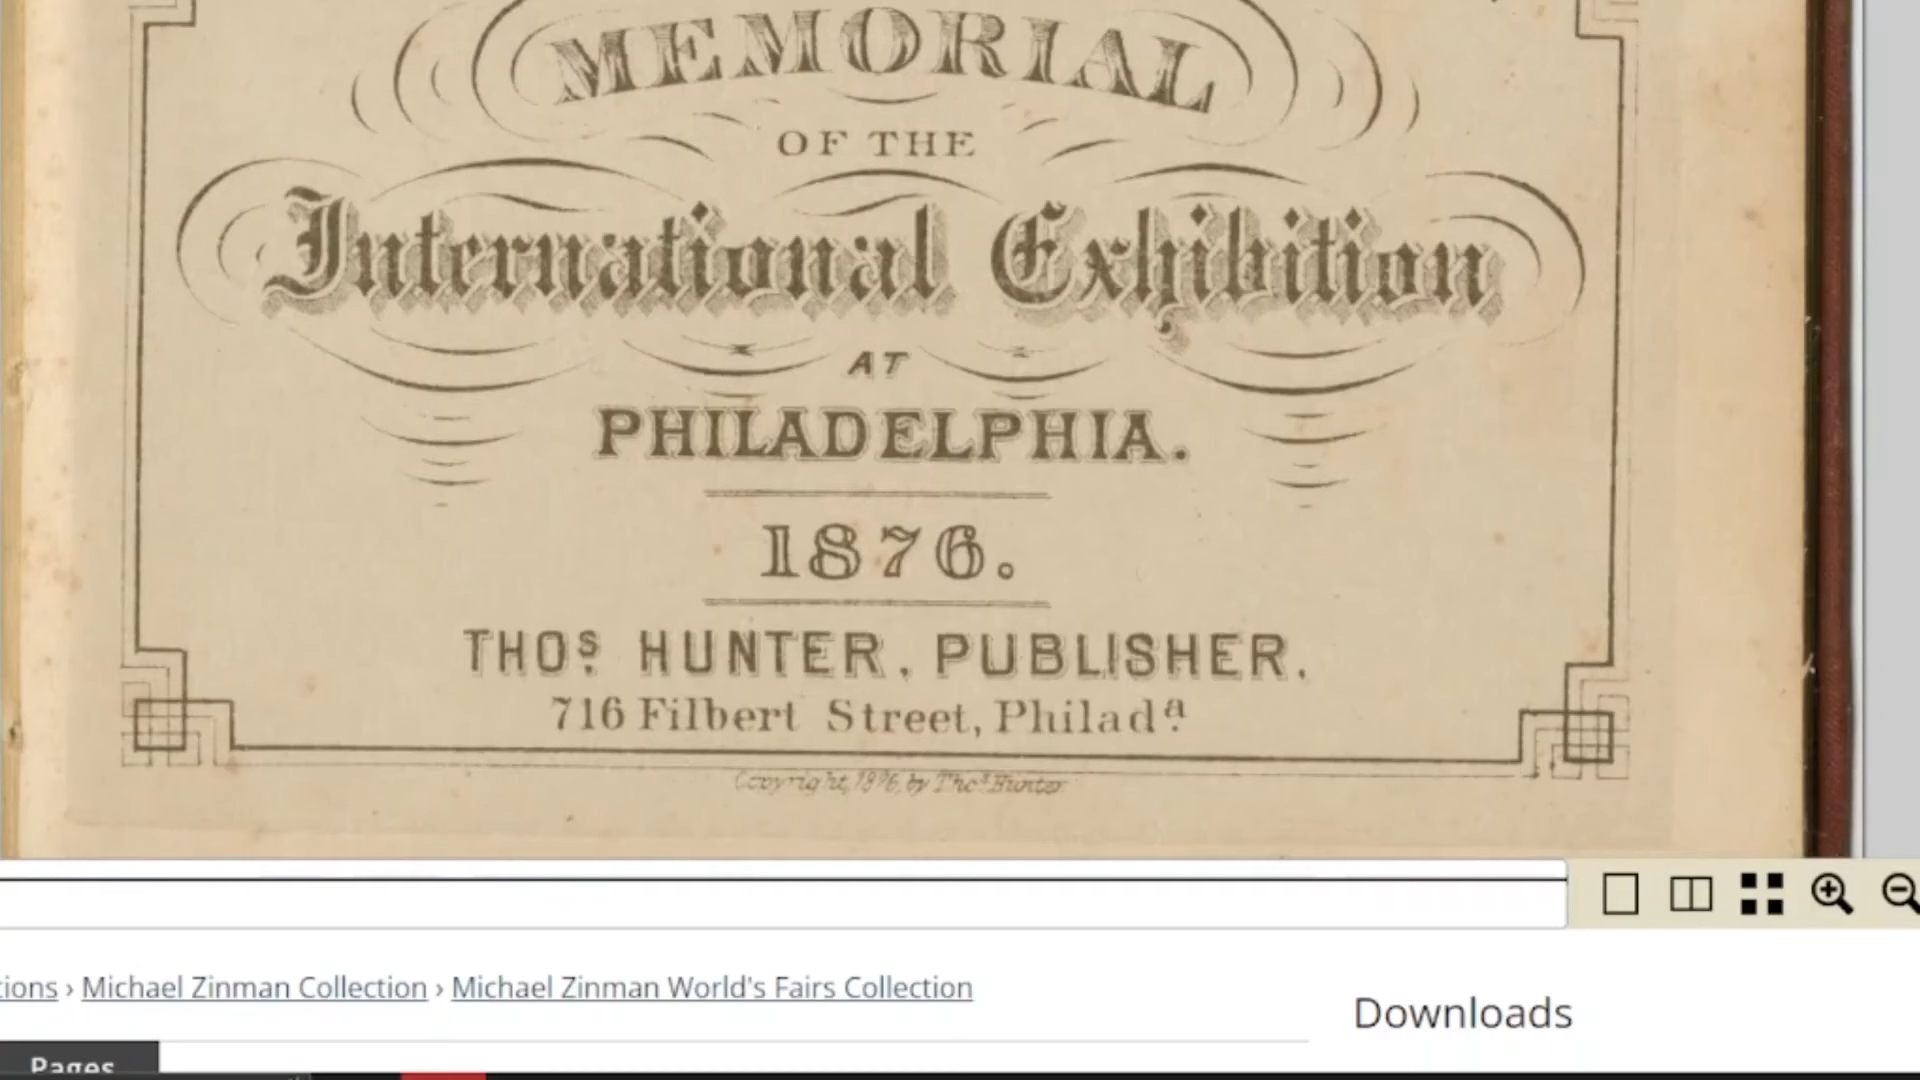 MEMORIAL
OF THE
International Exhibition
AT
PHILADELPHIA.
1876.
THOS. HUNTER, PUBLISHER.
716 Filbert Street, Philada.
Copyright, 1876, by Thos. Hunter.
tions › Michael Zinman Collection › Michael Zinman World's Fairs Collection
Downloads
Pages